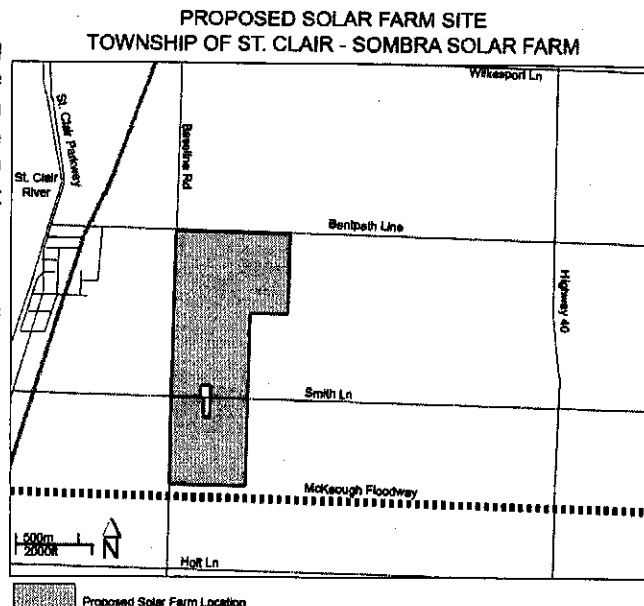 PROPOSED SOLAR FARM SITE
TOWNSHIP OF ST. CLAIR - SOMBRA SOLAR FARM
Wilkesport Ln
St. Clair Parkway
Baseline Rd
St. Clair
River
Bentpath Line
Highway 40
Smith Ln
McKeough Floodway
500m
2000ft
N
Holt Ln
Proposed Solar Farm Location